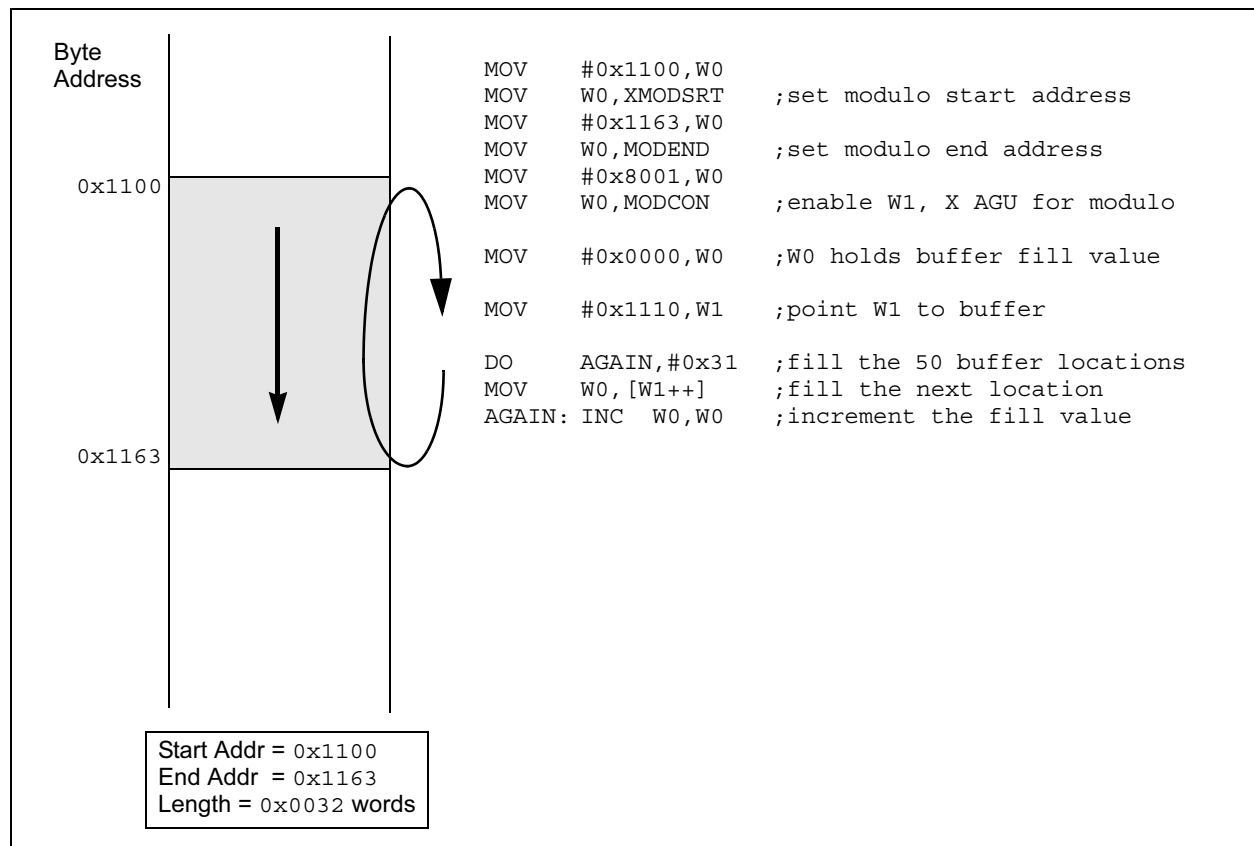 Byte
Address
0x1100
0x1163
MOV #0x1100,W0
MOV W0,XMODSRT ;set modulo start address
MOV #0x1163,W0
MOV W0,MODEND ;set modulo end address
MOV #0x8001,W0
MOV W0,MODCON ;enable W1, X AGU for modulo
MOV #0x0000,W0 ;W0 holds buffer fill value
MOV #0x1110,W1 ;point W1 to buffer
DO AGAIN,#0x31 ;fill the 50 buffer locations
MOV W0,[W1++] ;fill the next location
AGAIN: INC W0,W0 ;increment the fill value
Start Addr = 0x1100
End Addr = 0x1163
Length = 0x0032 words